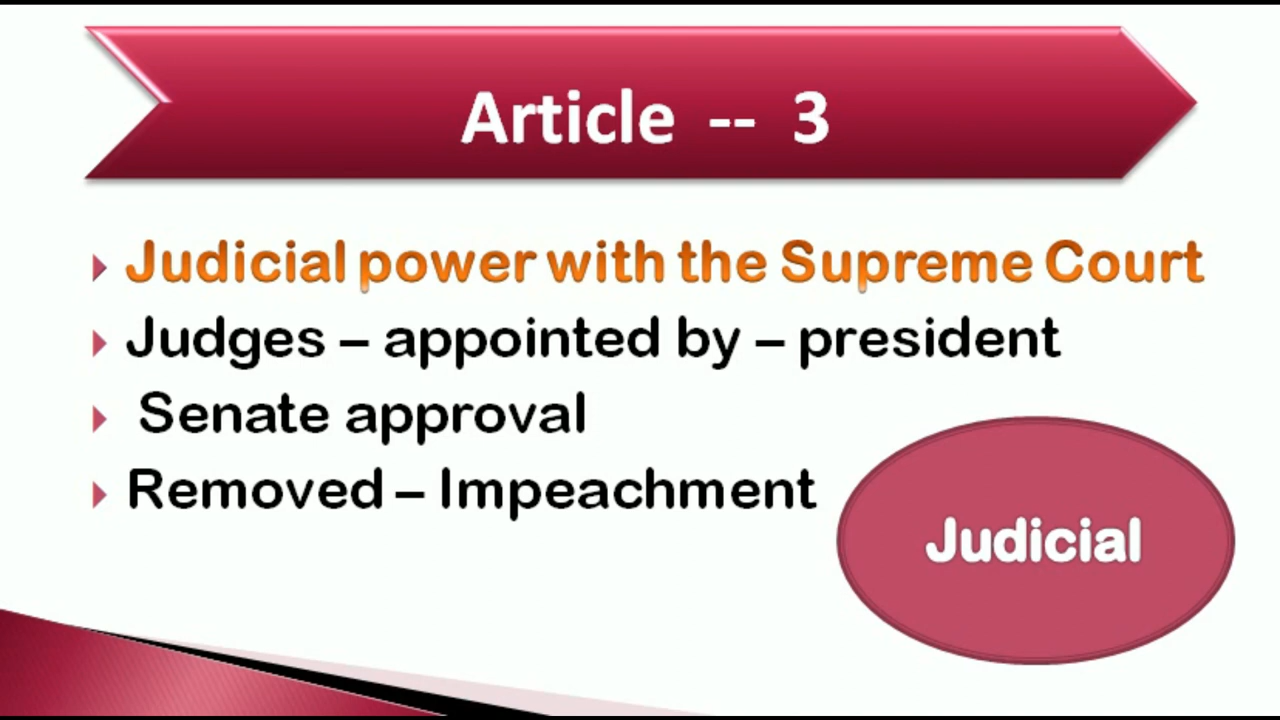 Article -- 3
Judicial power with the Supreme Court
Judges – appointed by – president
Senate approval
Removed – Impeachment
Judicial